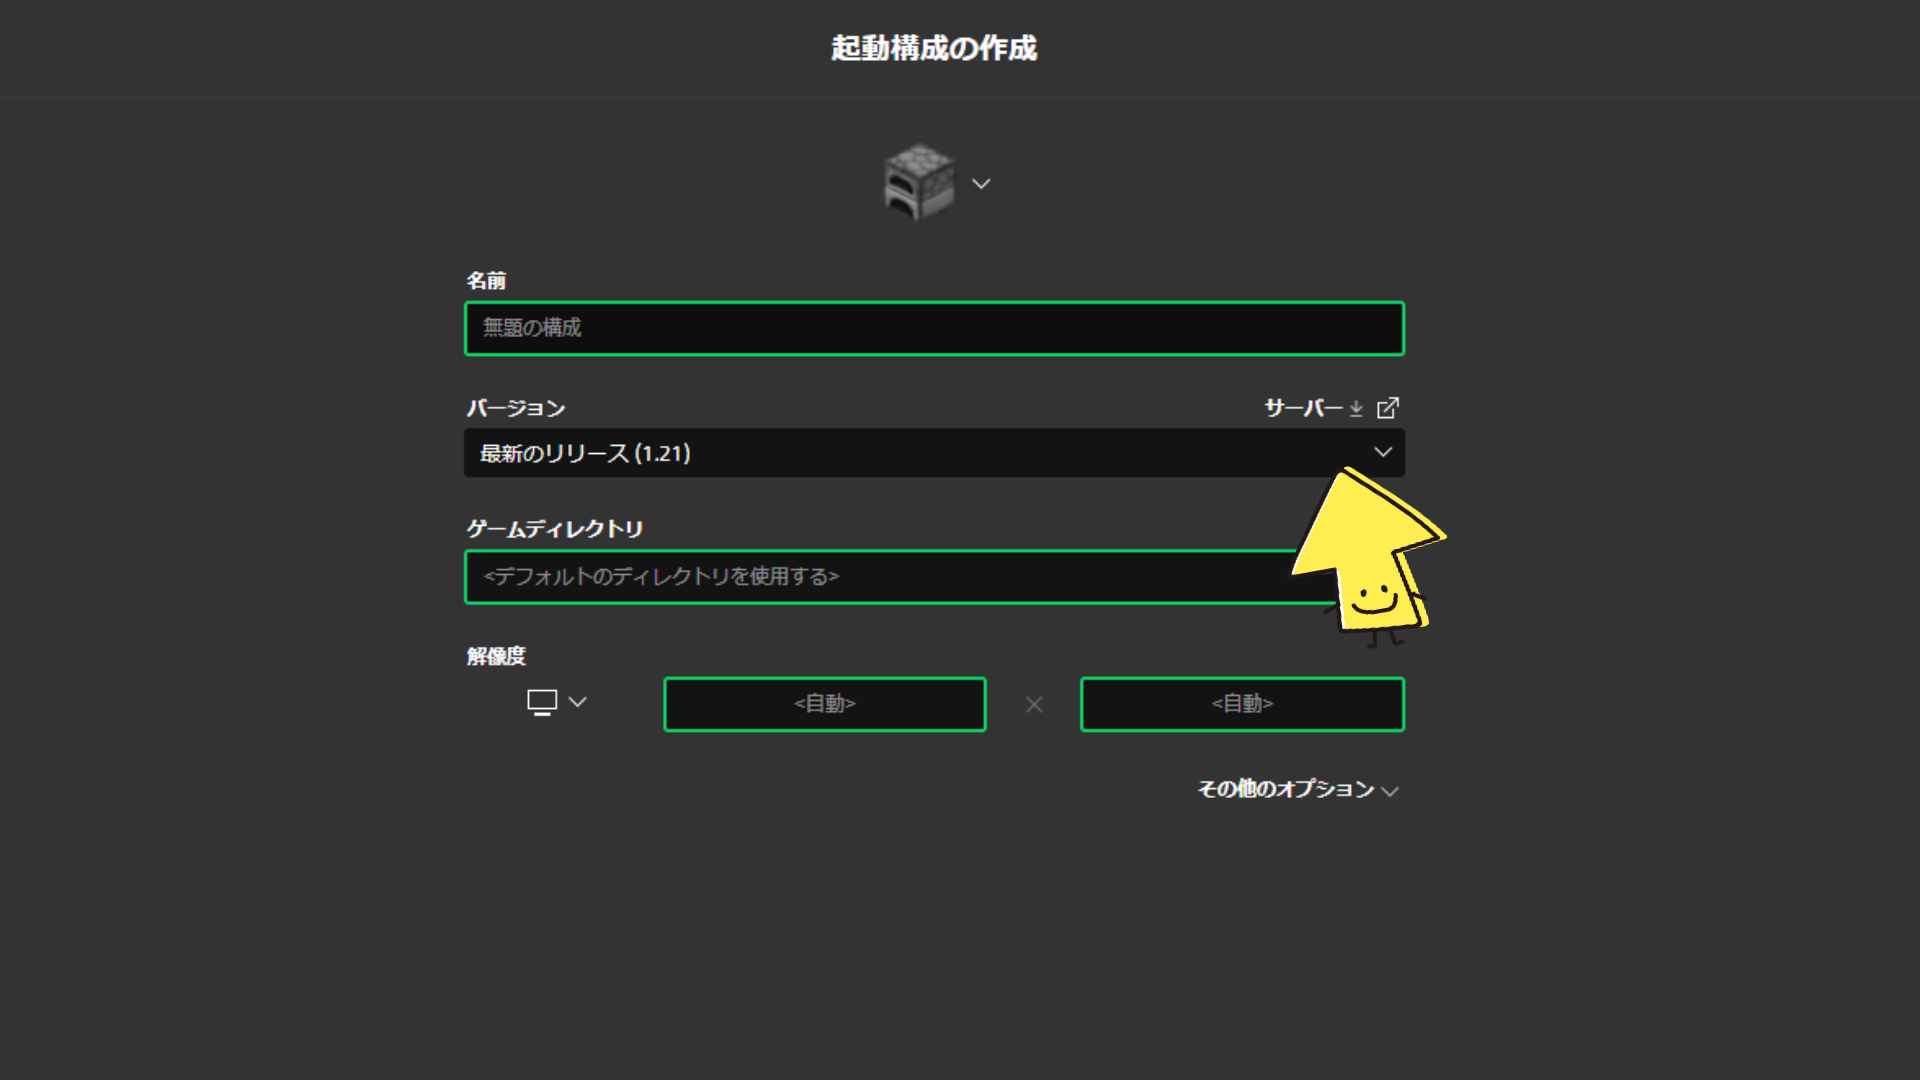 起動構成の作成
名前
無題の構成
バージョン
サーバー
最新のリリース (1.21)
ゲームディレクトリ
<デフォルトのディレクトリを使用する>
解像度
<自動>
<自動>
その他のオプション